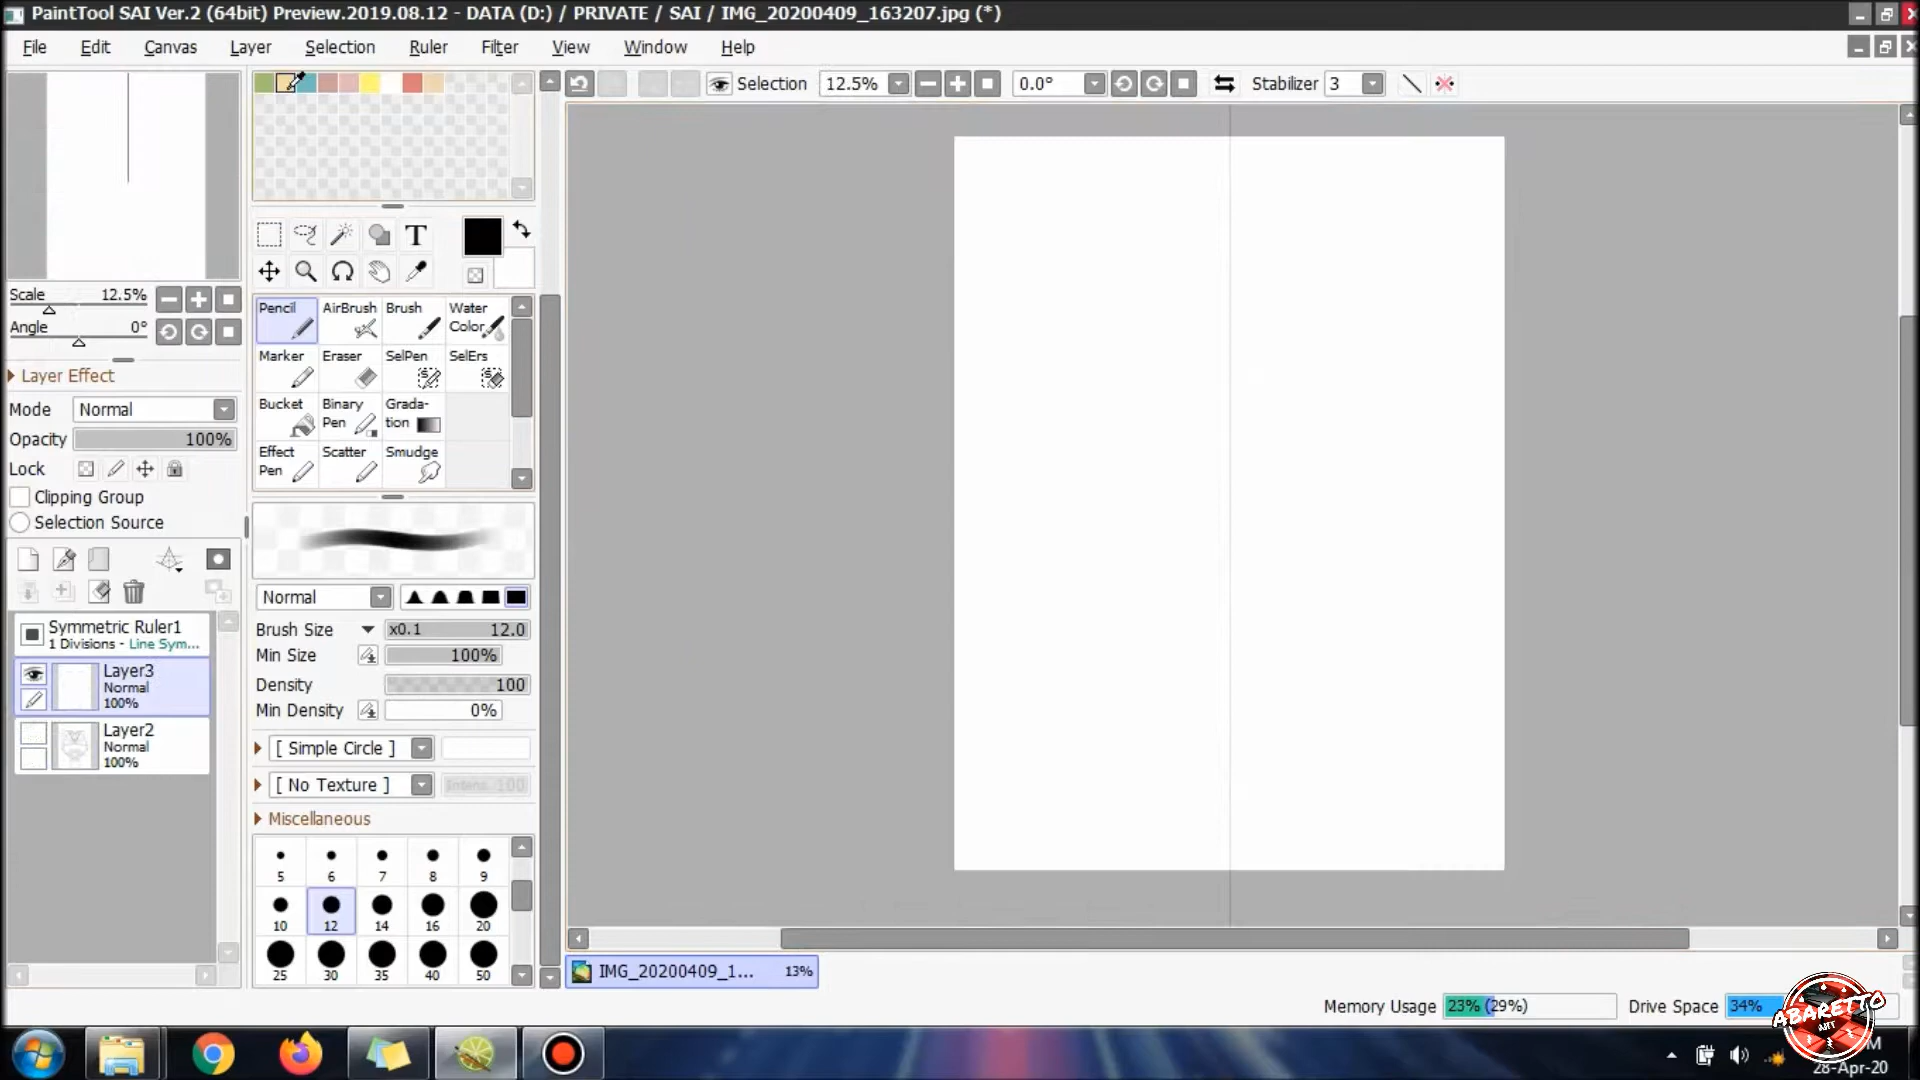 PaintTool SAI Ver.2 (64bit) Preview.2019.08.12 - DATA (D:) / PRIVATE / SAI / IMG_20200409_163207.jpg (*)
File Edit Canvas Layer Selection Ruler Filter View Window Help
Selection 12.5% 0.0° Stabilizer 3
Scale 12.5%
Angle 0°
Layer Effect
Mode Normal
Opacity 100%
Lock
Clipping Group
Selection Source
Symmetric Ruler1
1 Divisions - Line Sym...
Layer3
Normal
100%
Layer2
Normal
100%
T
Pencil AirBrush Brush Water Color
Marker Eraser SelPen SelErs
Bucket Binary Pen Grada-tion
Effect Pen Scatter Smudge
Normal
Brush Size x0.1 12.0
Min Size 100%
Density 100
Min Density 0%
[ Simple Circle ]
[ No Texture ] Intens. 100
Miscellaneous
5 6 7 8 9
10 12 14 16 20
25 30 35 40 50
IMG_20200409_1... 13%
Memory Usage 23% (29%) Drive Space 34%
ABARETTO
ART
28-Apr-20